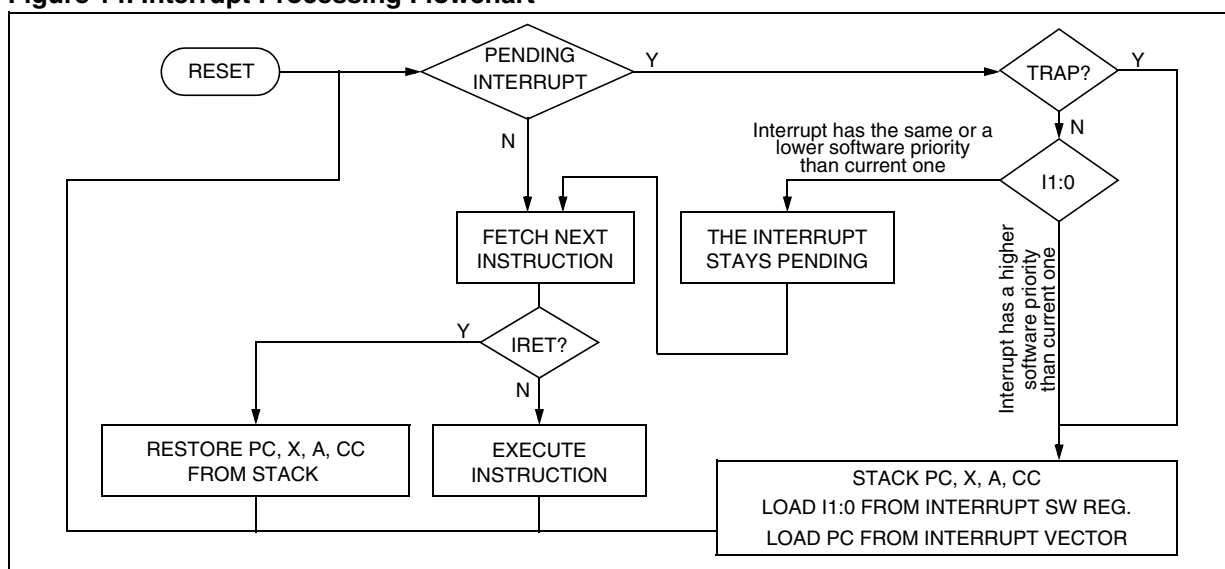 Figure 14. Interrupt Processing Flowchart
RESET
PENDING
INTERRUPT
Y
TRAP?
Y
N
N
Interrupt has the same or a
lower software priority
than current one
I1:0
FETCH NEXT
INSTRUCTION
THE INTERRUPT
STAYS PENDING
Interrupt has a higher
software priority
than current one
Y
IRET?
N
RESTORE PC, X, A, CC
FROM STACK
EXECUTE
INSTRUCTION
STACK PC, X, A, CC
LOAD I1:0 FROM INTERRUPT SW REG.
LOAD PC FROM INTERRUPT VECTOR